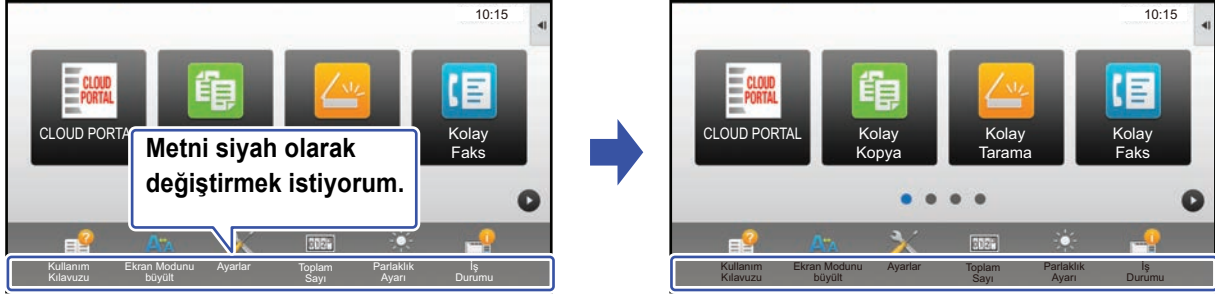 10:15
CLOUD
PORTAL
CLOUD PORTA
Kolay
Faks
Metni siyah olarak
değiştirmek istiyorum.
Kullanım
Kılavuzu
Ekran Modunu
büyült
Ayarlar
Toplam
Sayı
Parlaklık
Ayarı
İş
Durumu
10:15
CLOUD
PORTAL
CLOUD PORTAL
Kolay
Kopya
Kolay
Tarama
Kolay
Faks
Kullanım
Kılavuzu
Ekran Modunu
büyült
Ayarlar
Toplam
Sayı
Parlaklık
Ayarı
İş
Durumu